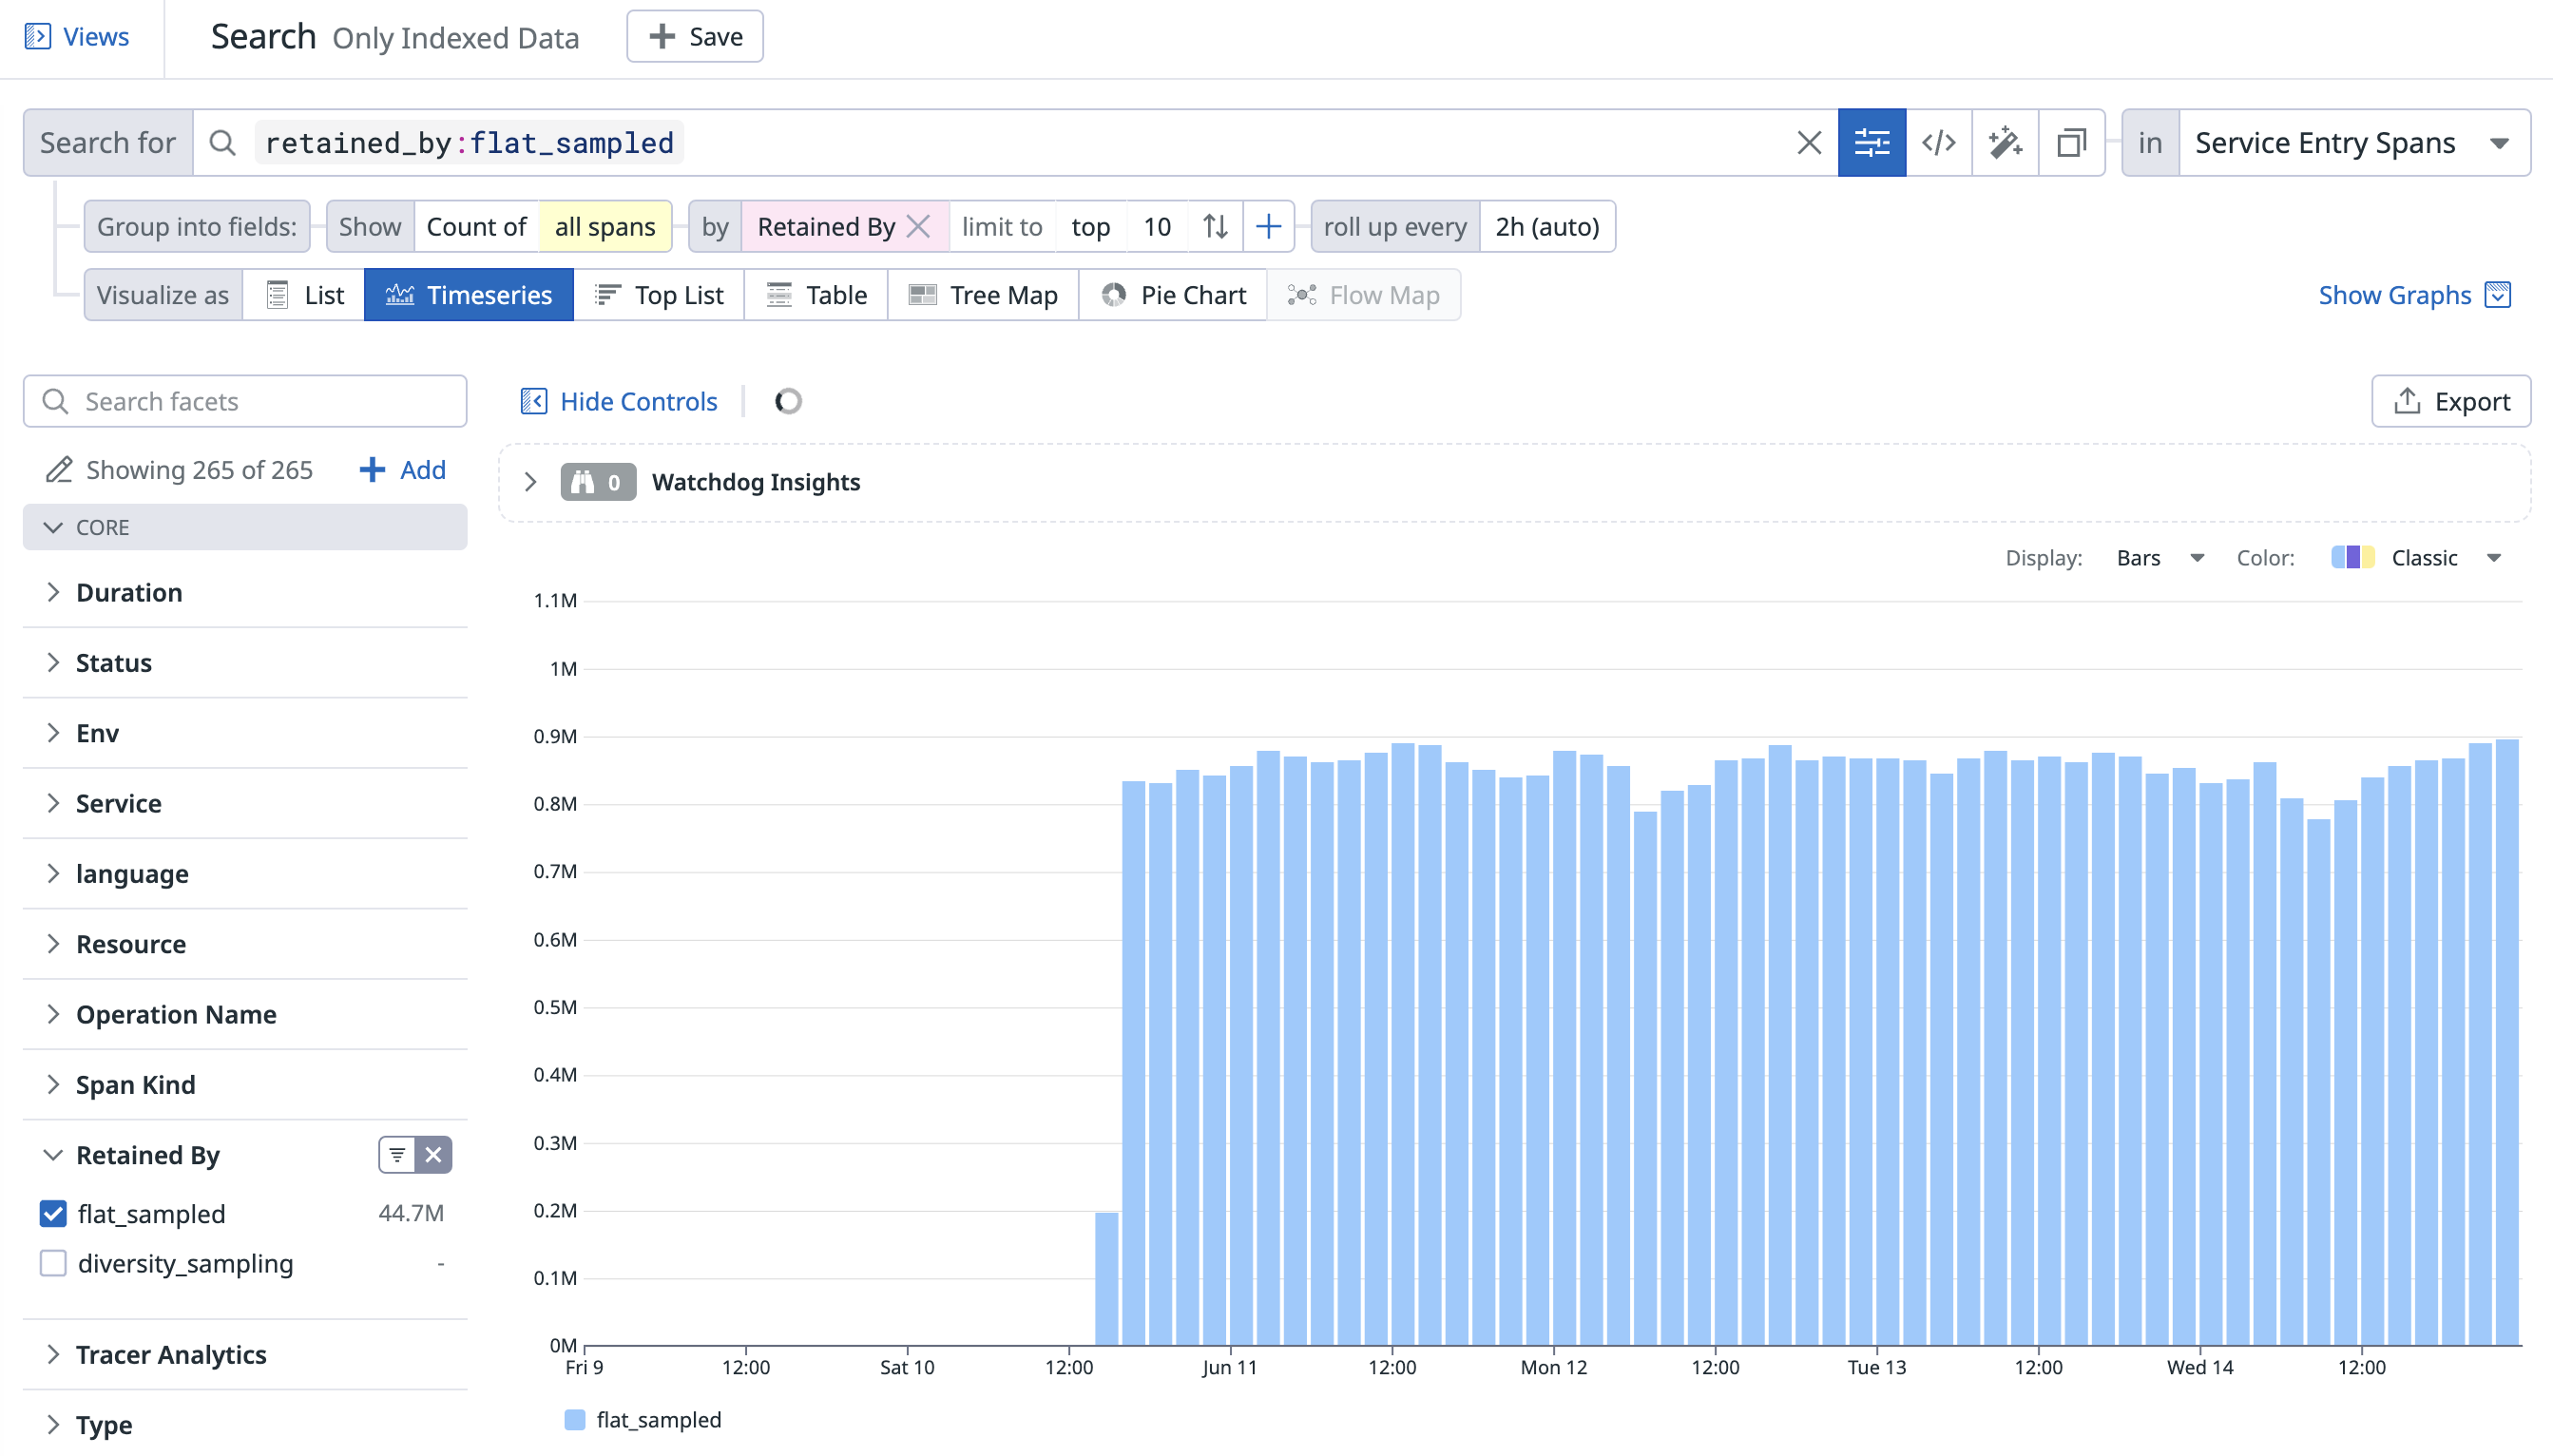 Views
Search Only Indexed Data
Save
Search for retained_by:flat_sampled </> in Service Entry Spans
Group into fields: Show Count of all spans by Retained By limit to top 10 roll up every 2h (auto)
Visualize as List Timeseries Top List Table Tree Map Pie Chart Flow Map Show Graphs
Search facets
Hide Controls
Export
Showing 265 of 265 Add
0 Watchdog Insights
CORE
Duration
Status
Env
Service
language
Resource
Operation Name
Span Kind
Retained By
flat_sampled 44.7M
diversity_sampling -
Tracer Analytics
Type
Display: Bars Color: Classic
1.1M
1M
0.9M
0.8M
0.7M
0.6M
0.5M
0.4M
0.3M
0.2M
0.1M
0M
Fri 9 12:00 Sat 10 12:00 Jun 11 12:00 Mon 12 12:00 Tue 13 12:00 Wed 14 12:00
flat_sampled